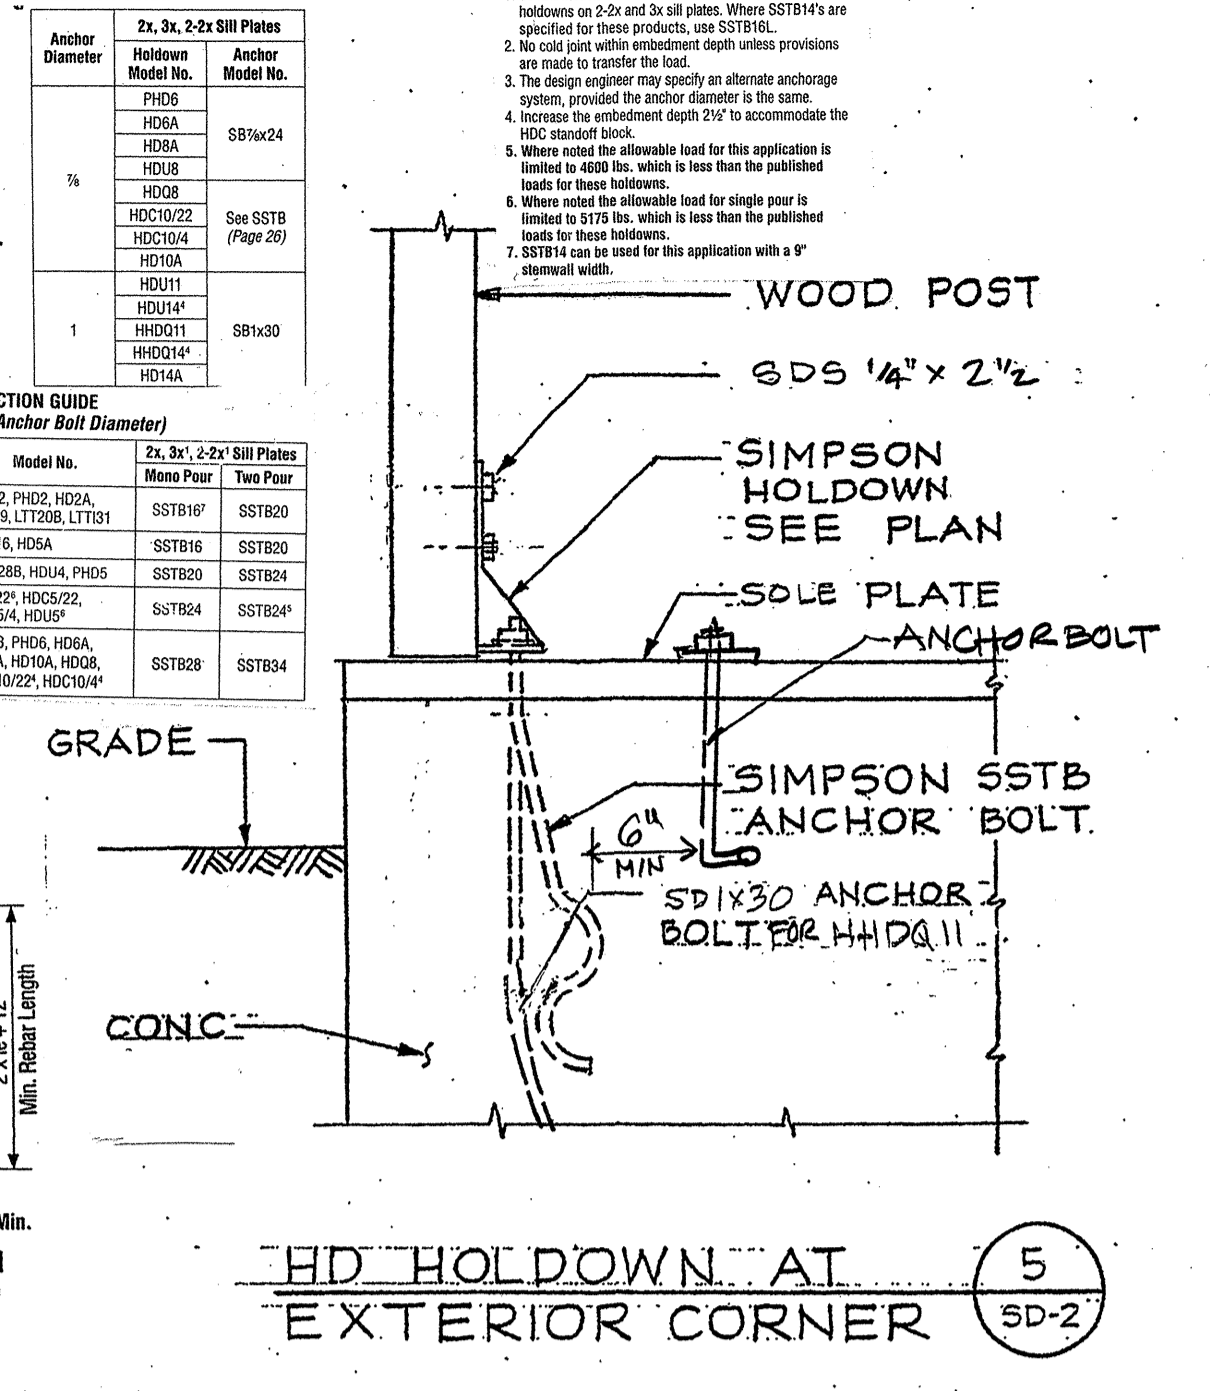 Anchor Diameter
2x, 3x, 2-2x Sill Plates
Holdown Model No.
Anchor Model No.
7/8
PHD6
HD6A
HD8A
HDU8
SB7/8x24
HDQ8
HDC10/22
HDC10/4
HD10A
See SSTB
(Page 26)
1
HDU11
HDU14⁴
HHDQ11
HHDQ14⁴
HD14A
SB1x30
holdowns on 2-2x and 3x sill plates. Where SSTB14's are
specified for these products, use SSTB16L.
2. No cold joint within embedment depth unless provisions
are made to transfer the load.
3. The design engineer may specify an alternate anchorage
system, provided the anchor diameter is the same.
4. Increase the embedment depth 2½" to accommodate the
HDC standoff block.
5. Where noted the allowable load for this application is
limited to 4600 lbs. which is less than the published
loads for these holdowns.
6. Where noted the allowable load for single pour is
limited to 5175 lbs. which is less than the published
loads for these holdowns.
7. SSTB14 can be used for this application with a 9"
stemwall width.
CTION GUIDE
Anchor Bolt Diameter)
Model No.
2x, 3x¹, 2-2x¹ Sill Plates
Mono Pour
Two Pour
2, PHD2, HD2A,
9, LTT20B, LTTI31
SSTB16⁷
SSTB20
6, HD5A
SSTB16
SSTB20
28B, HDU4, PHD5
SSTB20
SSTB24
22⁶, HDC5/22,
5/4, HDU5⁶
SSTB24
SSTB24⁵
PHD6, HD6A,
HD10A, HDQ8,
10/22⁴, HDC10/4⁴
SSTB28
SSTB34
WOOD POST
SDS 1/4" x 2 1/2
SIMPSON
HOLDOWN
SEE PLAN
SOLE PLATE
ANCHOR BOLT
GRADE
SIMPSON SSTB
ANCHOR BOLT.
6"
MIN
SD1X30 ANCHOR
BOLT FOR HHDQ11
CONC
Min. Rebar Length
Min.
HD HOLDOWN AT
EXTERIOR CORNER
5
SD-2